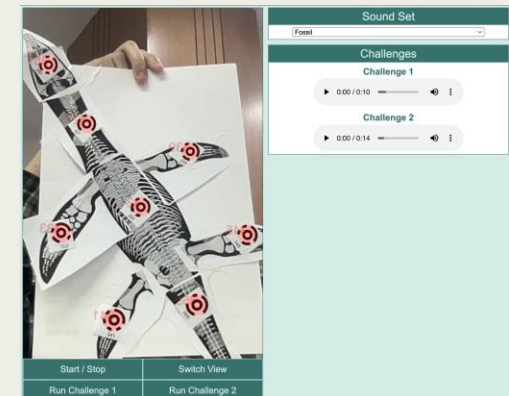 Sound Set
Fossil
Challenges
Challenge 1
0:00 / 0:10
Challenge 2
0:00 / 0:14
Start / Stop
Switch View
Run Challenge 1
Run Challenge 2